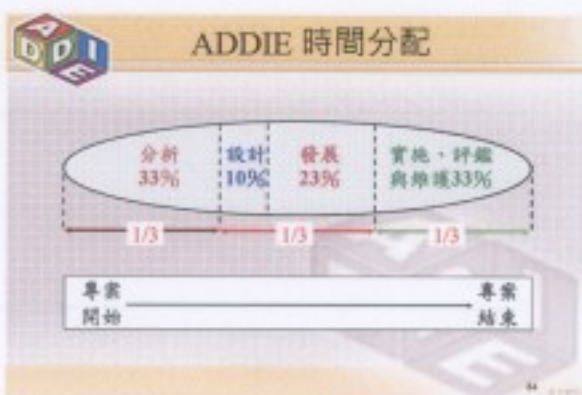 A
D D I
E
ADDIE 時間分配
分析 設計 發展 實施、評鑑
33% 10% 23% 與維護33%
1/3 1/3 1/3
專案 專案
開始 結束
84